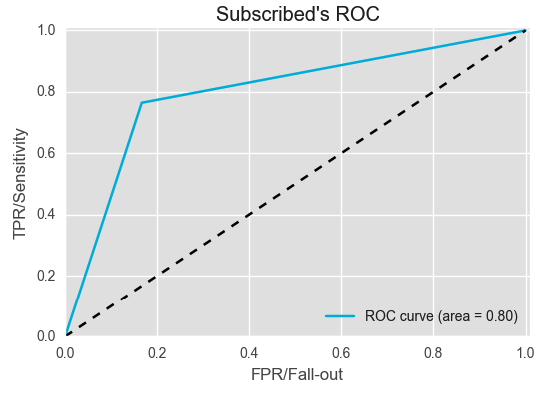 Subscribed's ROC
1.0
0.8
0.6
0.4
0.2
0.0
TPR/Sensitivity
ROC curve (area = 0.80)
0.0 0.2 0.4 0.6 0.8 1.0
FPR/Fall-out